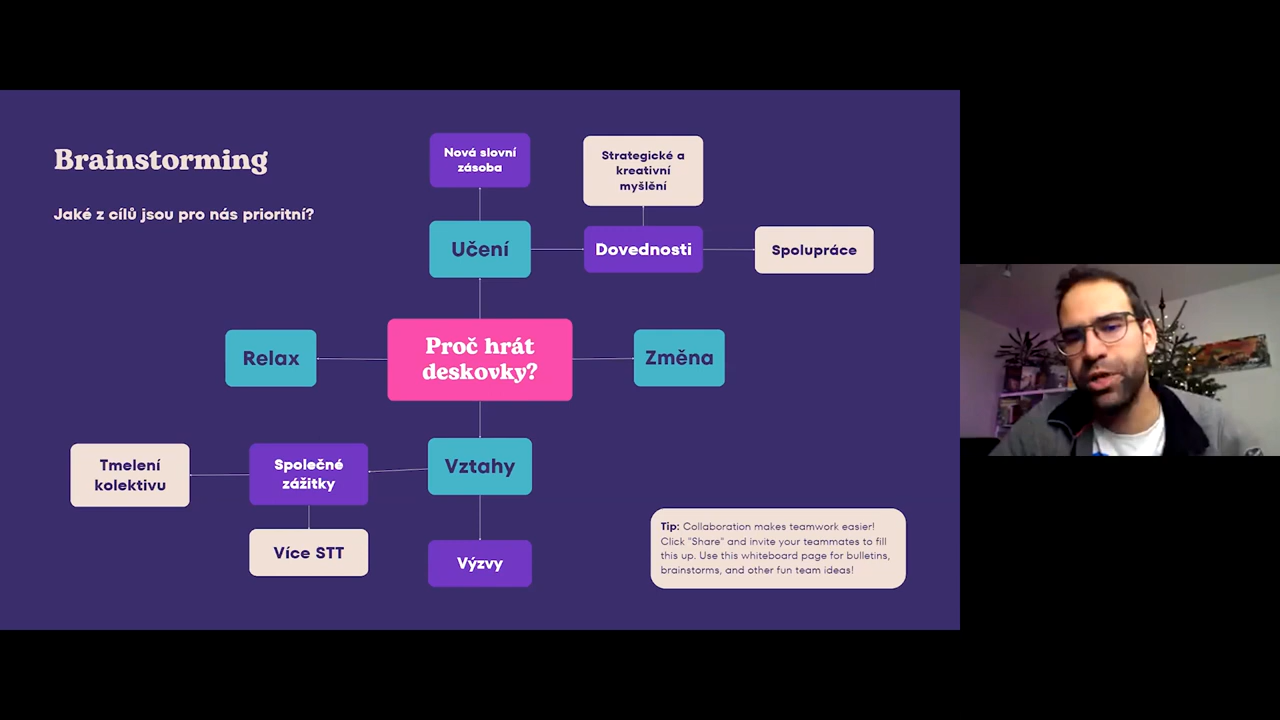 Brainstorming
Jaké z cílů jsou pro nás prioritní?
Nová slovní
zásoba
Strategické a
kreativní
myšlění
Učení
Dovednosti
Spolupráce
Relax
Proč hrát
deskovky?
Změna
Tmelení
kolektivu
Společné
zážitky
Vztahy
Více STT
Výzvy
Tip: Collaboration makes teamwork easier!
Click "Share" and invite your teammates to fill
this up. Use this whiteboard page for bulletins,
brainstorms, and other fun team ideas!